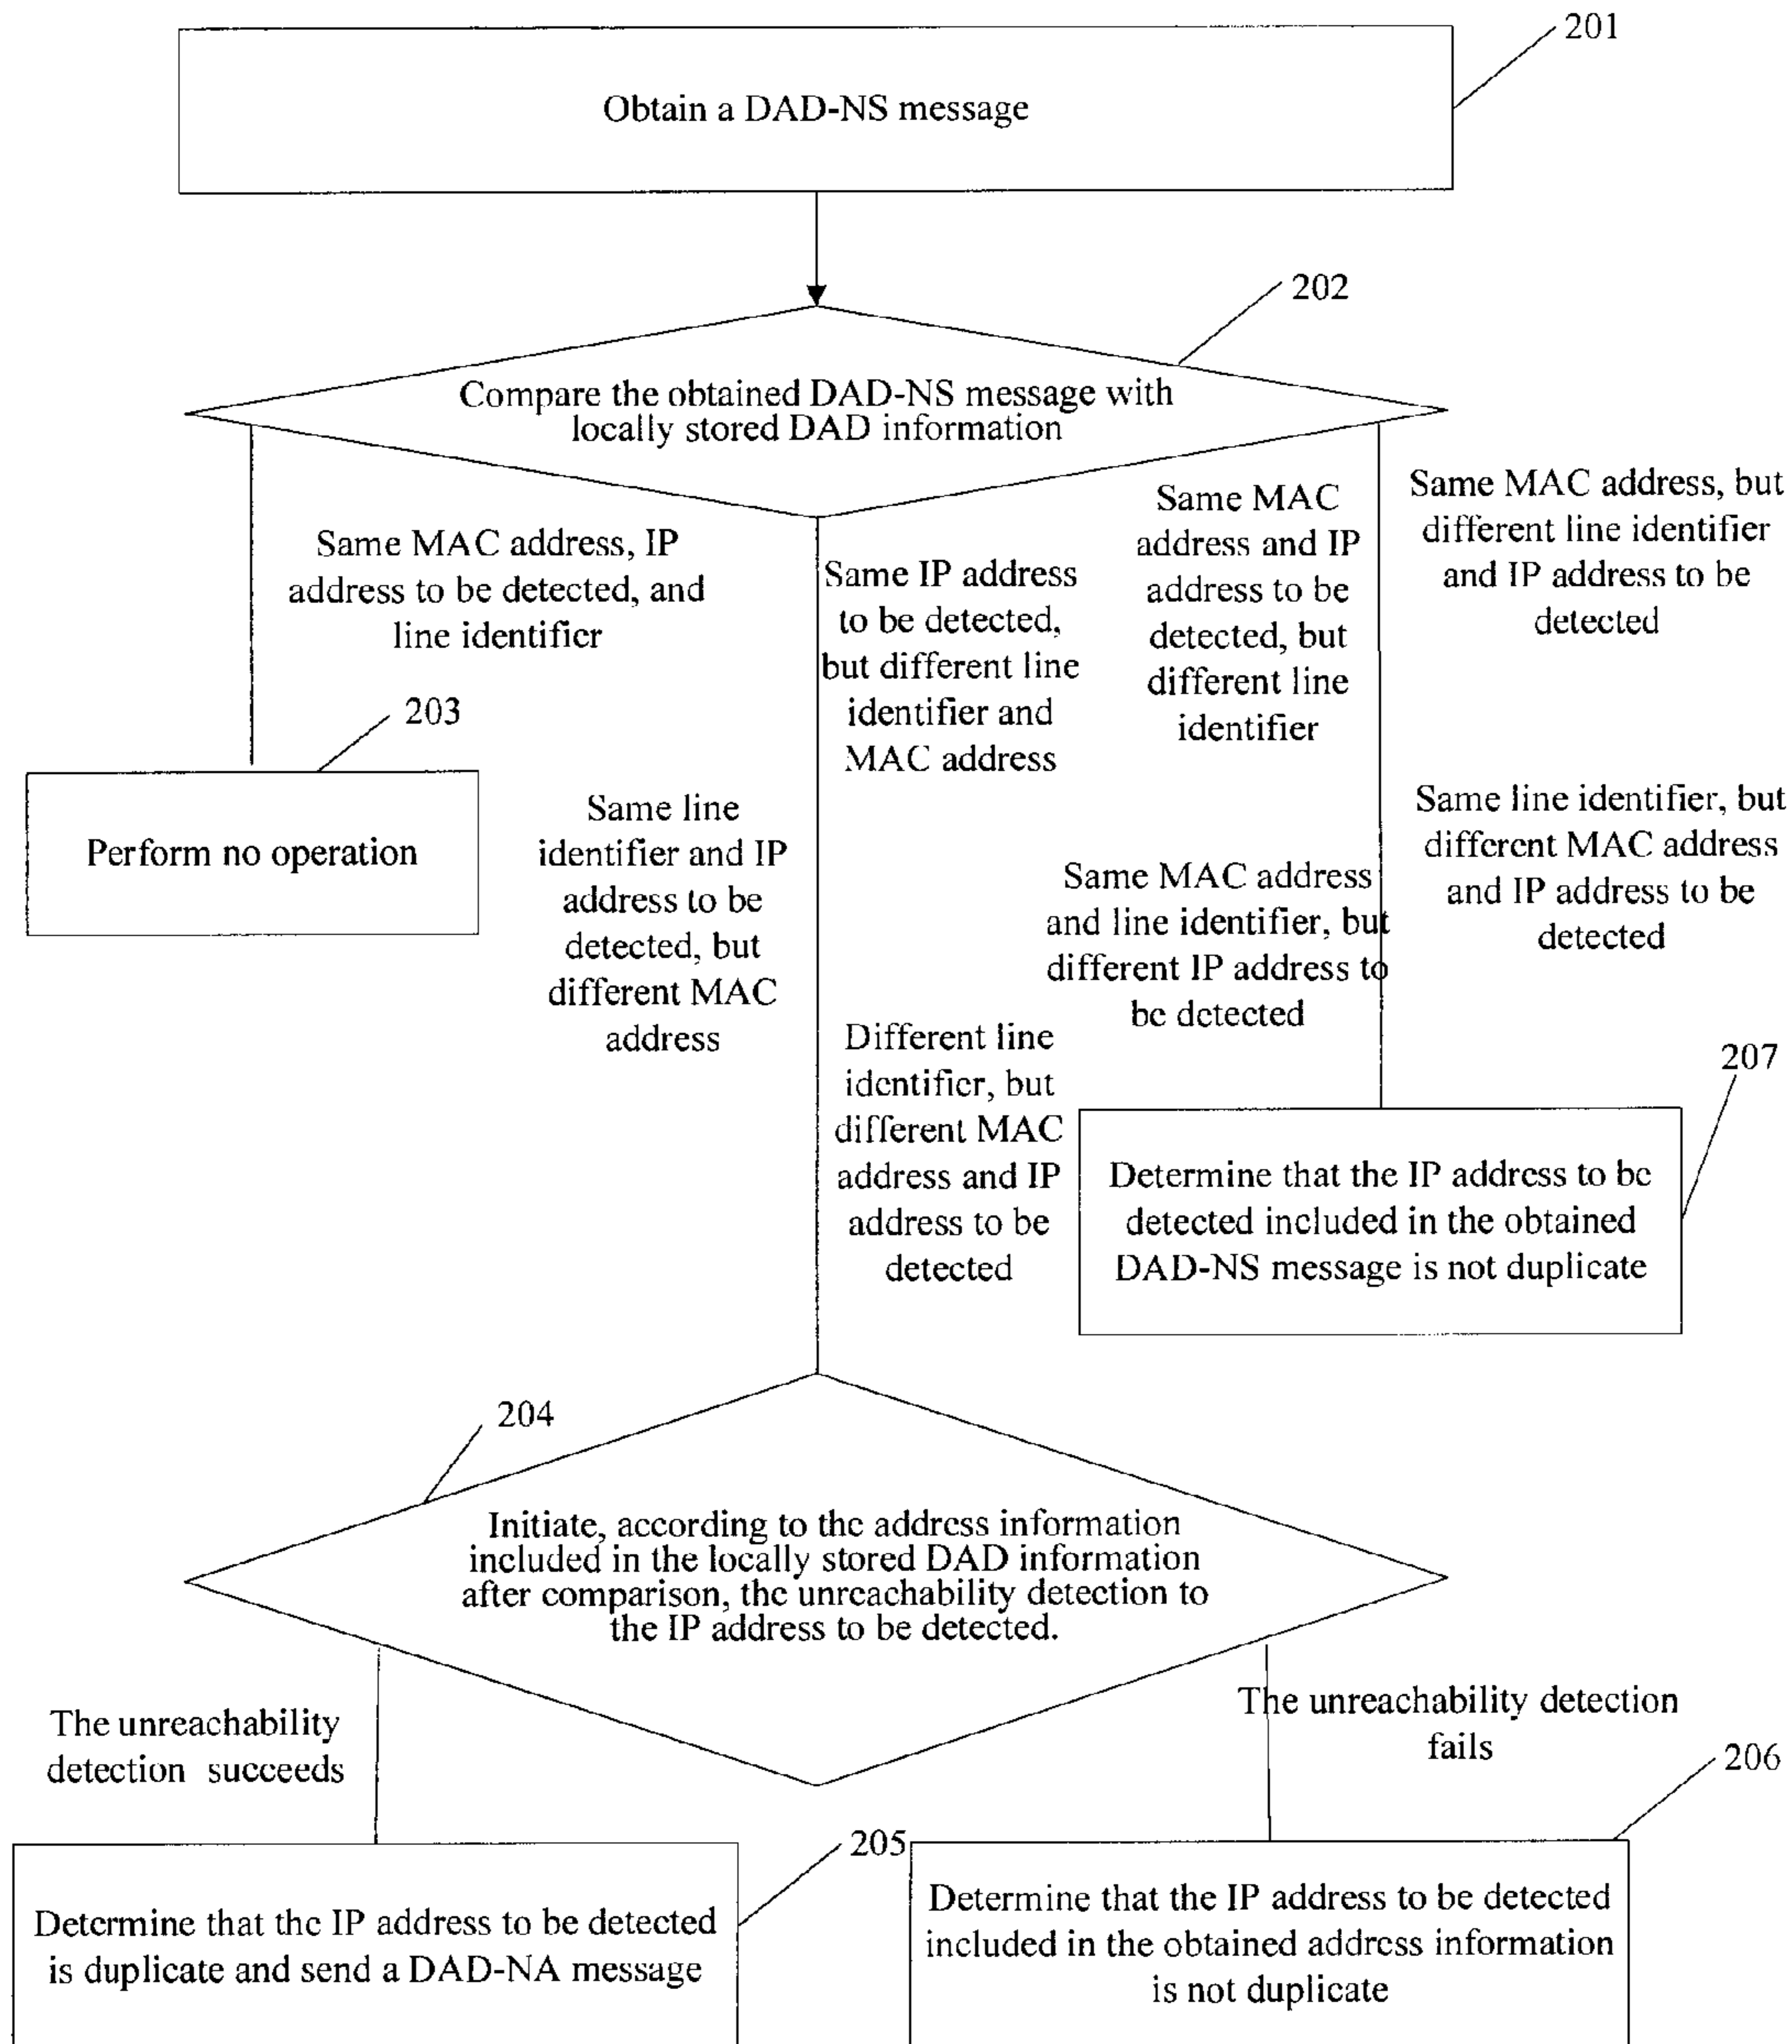 201
Obtain a DAD-NS message
202
Compare the obtained DAD-NS message with
locally stored DAD information
Same MAC address, IP
address to be detected, and
line identifier
Same IP address
to be detected,
but different line
identifier and
MAC address
Same MAC
address and IP
address to be
detected, but
different line
identifier
Same MAC address, but
different line identifier
and IP address to be
detected
203
Perform no operation
Same line
identifier and IP
address to be
detected, but
different MAC
address
Same MAC address
and line identifier, but
different IP address to
be detected
Same line identifier, but
different MAC address
and IP address to be
detected
Different line
identifier, but
different MAC
address and IP
address to be
detected
207
Determine that the IP address to be
detected included in the obtained
DAD-NS message is not duplicate
204
Initiate, according to the address information
included in the locally stored DAD information
after comparison, the unreachability detection to
the IP address to be detected.
The unreachability
detection succeeds
The unreachability detection
fails
205
Determine that the IP address to be detected
is duplicate and send a DAD-NA message
206
Determine that the IP address to be detected
included in the obtained address information
is not duplicate